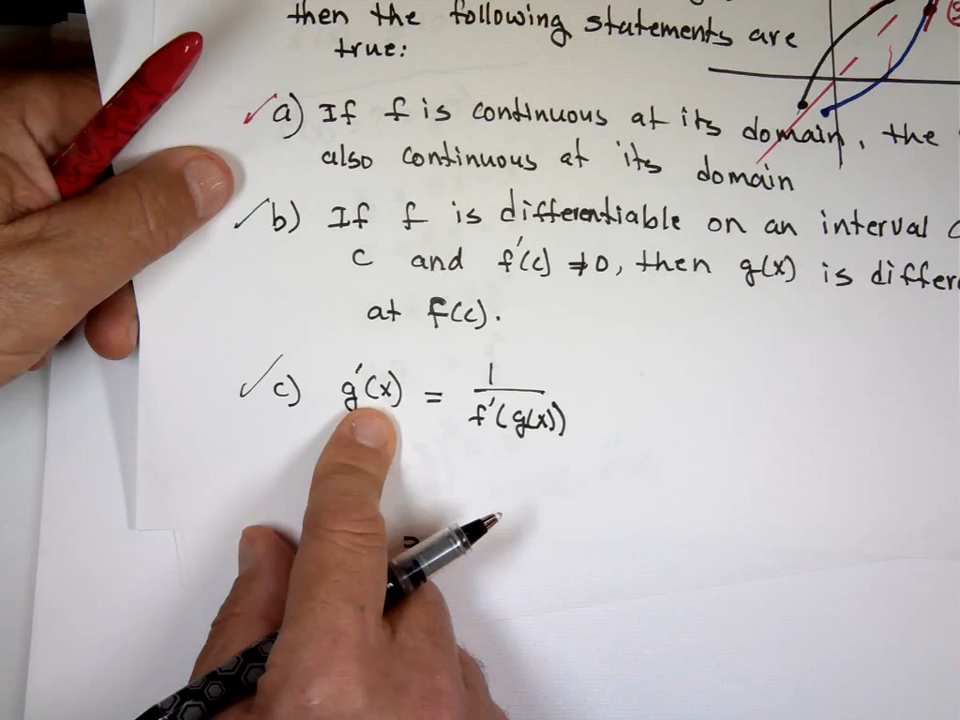 then the following statements are
true:
a) If f is continuous at its domain, the
also continuous at its domain
b) If f is differentiable on an interval
c and f'(c) ≠ 0, then g(x) is differ
at f(c).
c) g'(x) = 1 / f'(g(x))